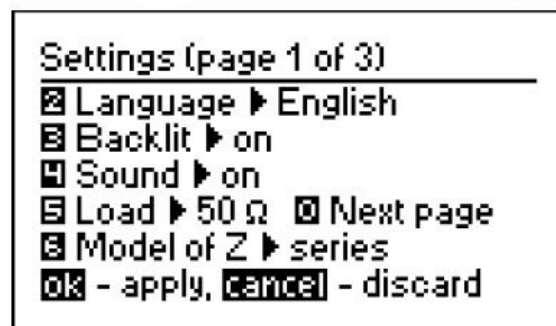 Settings (page 1 of 3)
2 Language ▶ English
3 Backlit ▶ on
4 Sound ▶ on
5 Load ▶ 50 Ω 0 Next page
6 Model of Z ▶ series
ok - apply, cancel - discard